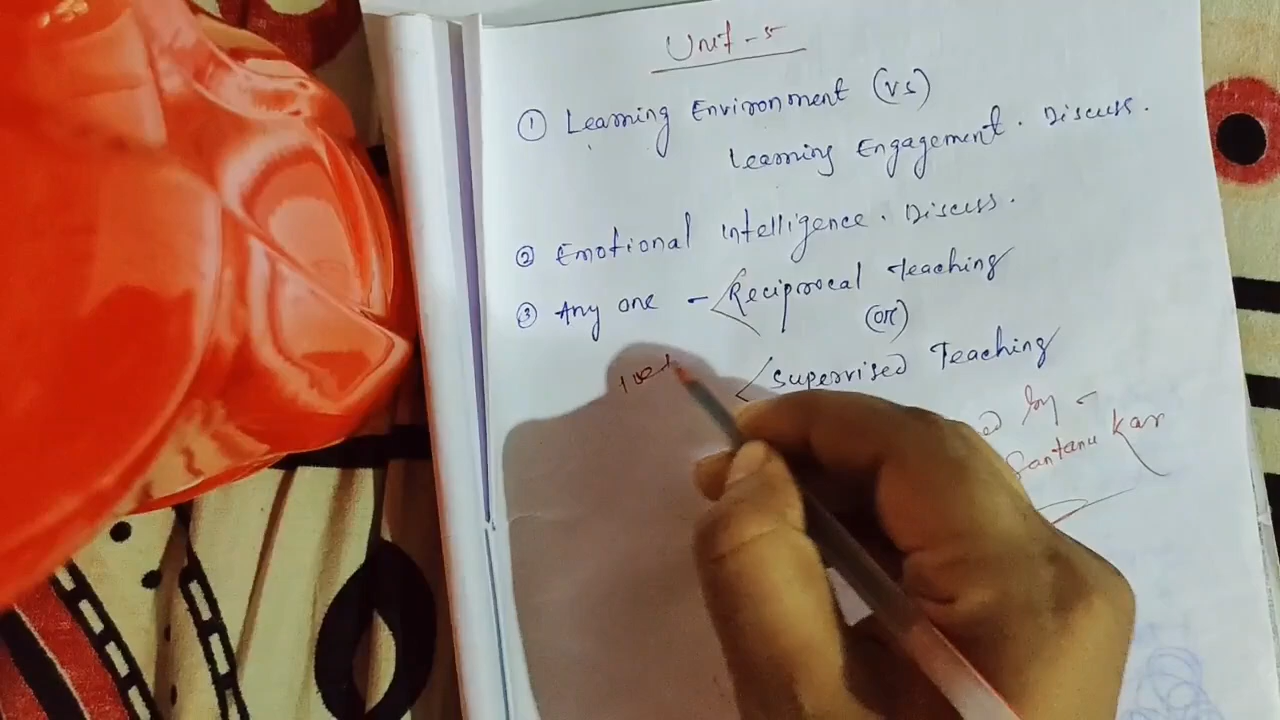 Unit - 5
① Learning Environment (VS)
Learning Engagement. Discuss.
② Emotional Intelligence. Discuss.
③ Any one - Reciprocal Teaching
(OR)
Supervised Teaching
by -
Santanu Kar